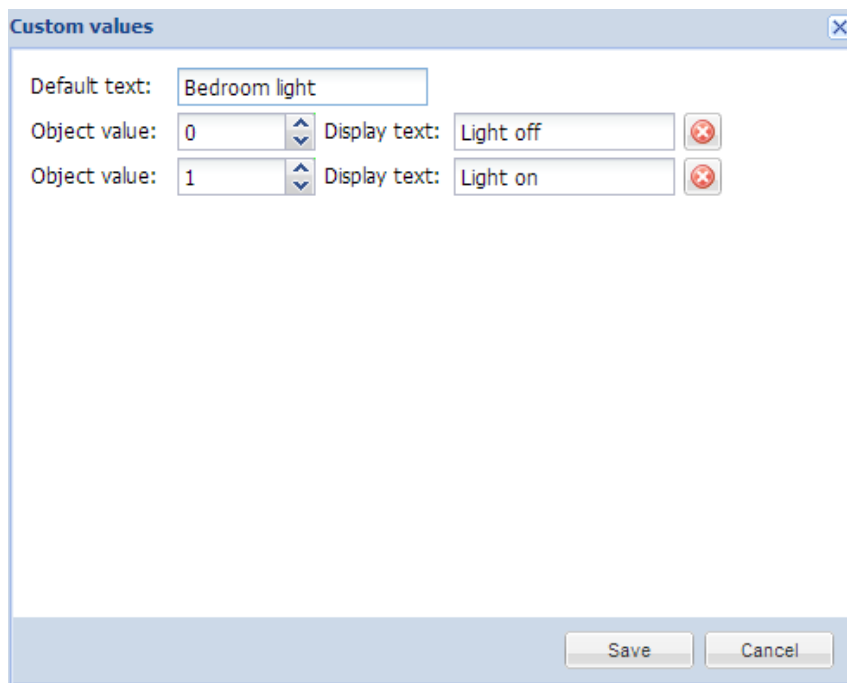 Custom values
Default text: Bedroom light
Object value: 0 Display text: Light off
Object value: 1 Display text: Light on
Save Cancel